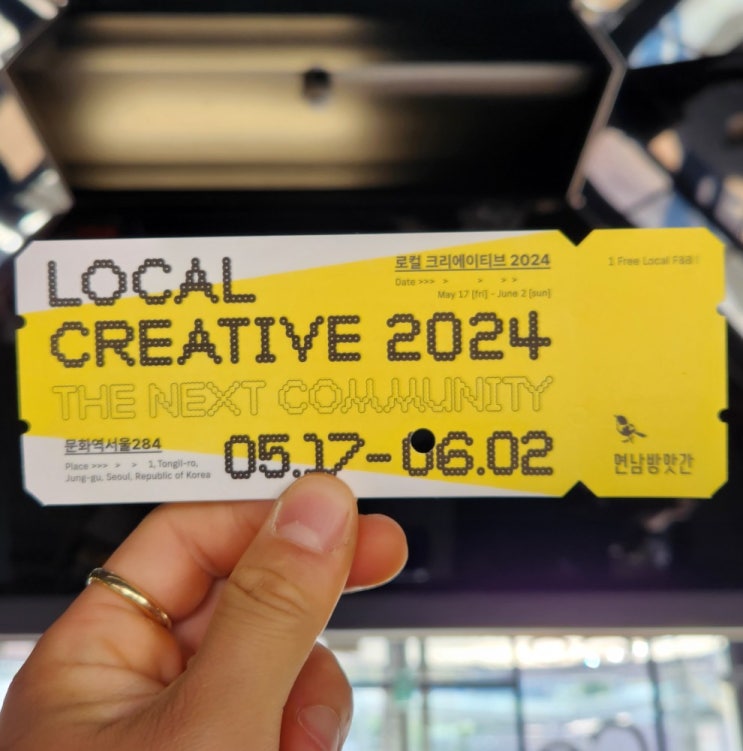 LOCAL
CREATIVE 2024
THE NEXT COMMUNITY
05.17-06.02
로컬 크리에이티브 2024
Date >>> > > > >
May 17 [fri] - June 2 [sun]
문화역서울284
Place >>> > > 1, Tongil-ro,
Jung-gu, Seoul, Republic of Korea
1 Free Local F&B!
연남방앗간